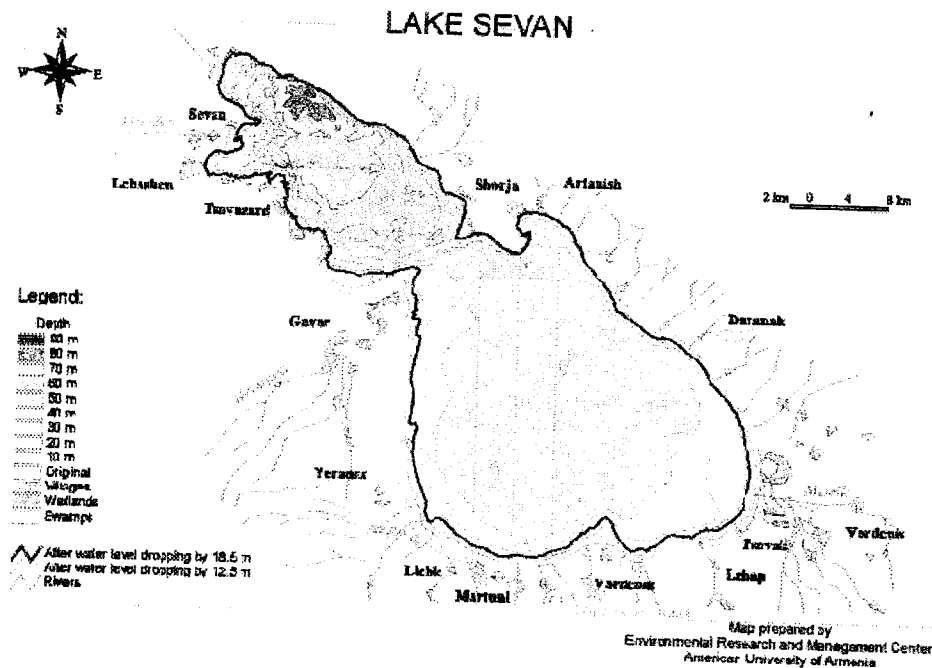 LAKE SEVAN
N
W E
S
Sevan
Lchashen
Tsovazard
Shorja
Artanish
2 km 0 4 8 km
Gavar
Daranak
Legend:
Depth
80 m
70 m
60 m
50 m
40 m
30 m
20 m
10 m
Original
Villages
Wetlands
Swamps
Yeranos
Vardenis
Tsovak
Lchap
Lichk
Martuni
After water level dropping by 18.5 m
After water level dropping by 12.5 m
Rivers
Map prepared by
Environmental Research and Management Center
American University of Armenia